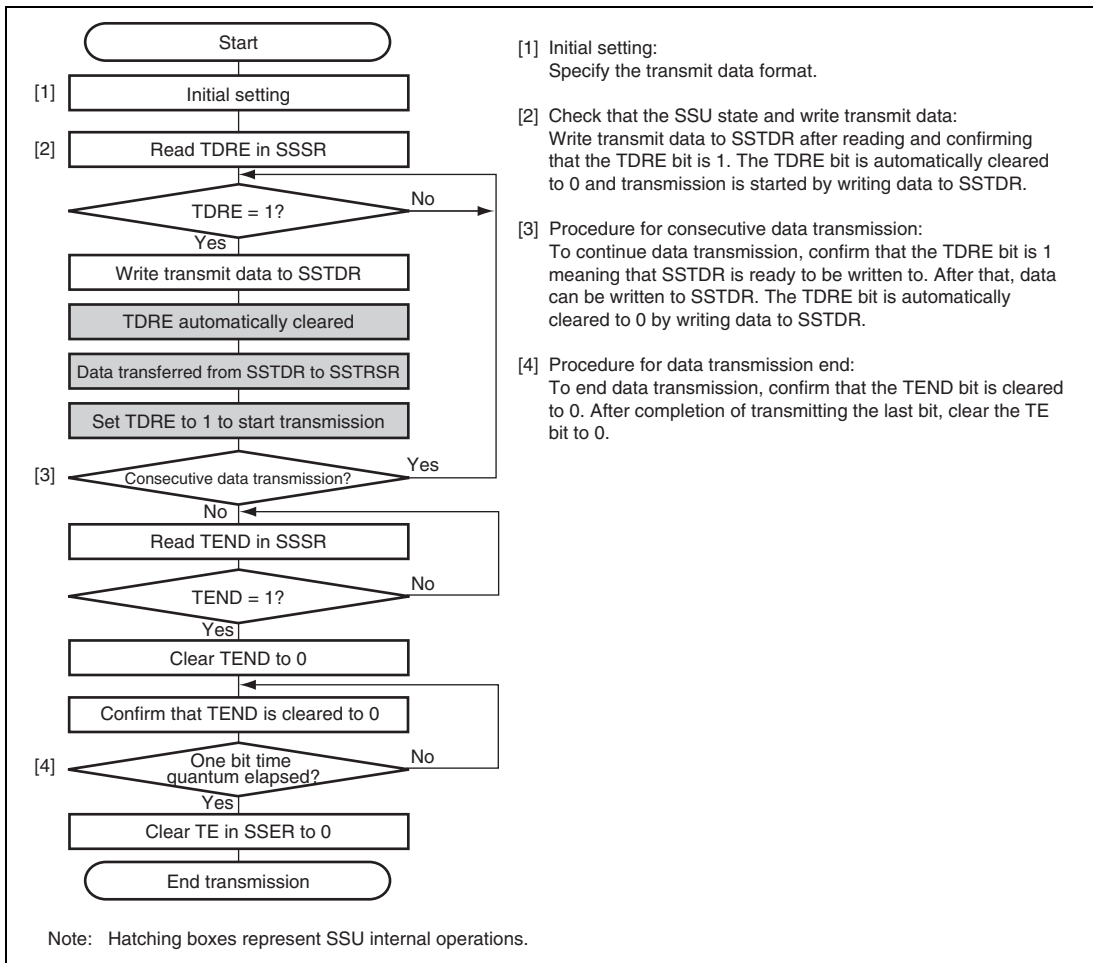 Start
[1] Initial setting
[2] Read TDRE in SSSR
TDRE = 1?
No
Yes
Write transmit data to SSTDR
TDRE automatically cleared
Data transferred from SSTDR to SSTRSR
Set TDRE to 1 to start transmission
[3] Consecutive data transmission?
Yes
No
Read TEND in SSSR
TEND = 1?
No
Yes
Clear TEND to 0
Confirm that TEND is cleared to 0
[4] One bit time
quantum elapsed?
No
Yes
Clear TE in SSER to 0
End transmission
[1] Initial setting:
Specify the transmit data format.
[2] Check that the SSU state and write transmit data:
Write transmit data to SSTDR after reading and confirming
that the TDRE bit is 1. The TDRE bit is automatically cleared
to 0 and transmission is started by writing data to SSTDR.
[3] Procedure for consecutive data transmission:
To continue data transmission, confirm that the TDRE bit is 1
meaning that SSTDR is ready to be written to. After that, data
can be written to SSTDR. The TDRE bit is automatically
cleared to 0 by writing data to SSTDR.
[4] Procedure for data transmission end:
To end data transmission, confirm that the TEND bit is cleared
to 0. After completion of transmitting the last bit, clear the TE
bit to 0.
Note: Hatching boxes represent SSU internal operations.